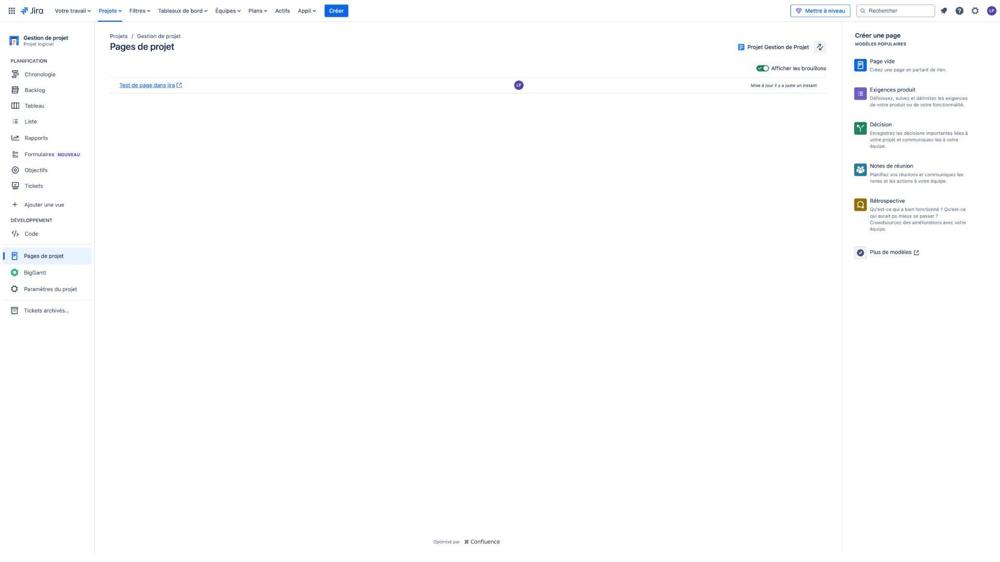 Jira
Votre travail
Projets
Filtres
Tableaux de bord
Équipes
Plans
Actifs
Appli
Créer
Mettre à niveau
Rechercher
LP
Gestion de projet
Projet logiciel
PLANIFICATION
Chronologie
Backlog
Tableau
Liste
Rapports
Formulaires NOUVEAU
Objectifs
Tickets
Ajouter une vue
DÉVELOPPEMENT
Code
Pages de projet
BigGantt
Paramètres du projet
Tickets archivés...
Projets / Gestion de projet
Pages de projet
Projet Gestion de Projet
Afficher les brouillons
Test de page dans jira
LP
Mise à jour il y a juste un instant
Optimisé par Confluence
Créer une page
MODÈLES POPULAIRES
Page vide
Créez une page en partant de rien.
Exigences produit
Définissez, suivez et délimitez les exigences
de votre produit ou de votre fonctionnalité.
Décision
Enregistrez les décisions importantes liées à
votre projet et communiquez-les à votre
équipe.
Notes de réunion
Planifiez vos réunions et communiquez les
notes et les actions à votre équipe.
Rétrospective
Qu'est-ce qui a bien fonctionné ? Qu'est-ce
qui aurait pu mieux se passer ?
Crowdsourcez des améliorations avec votre
équipe.
Plus de modèles